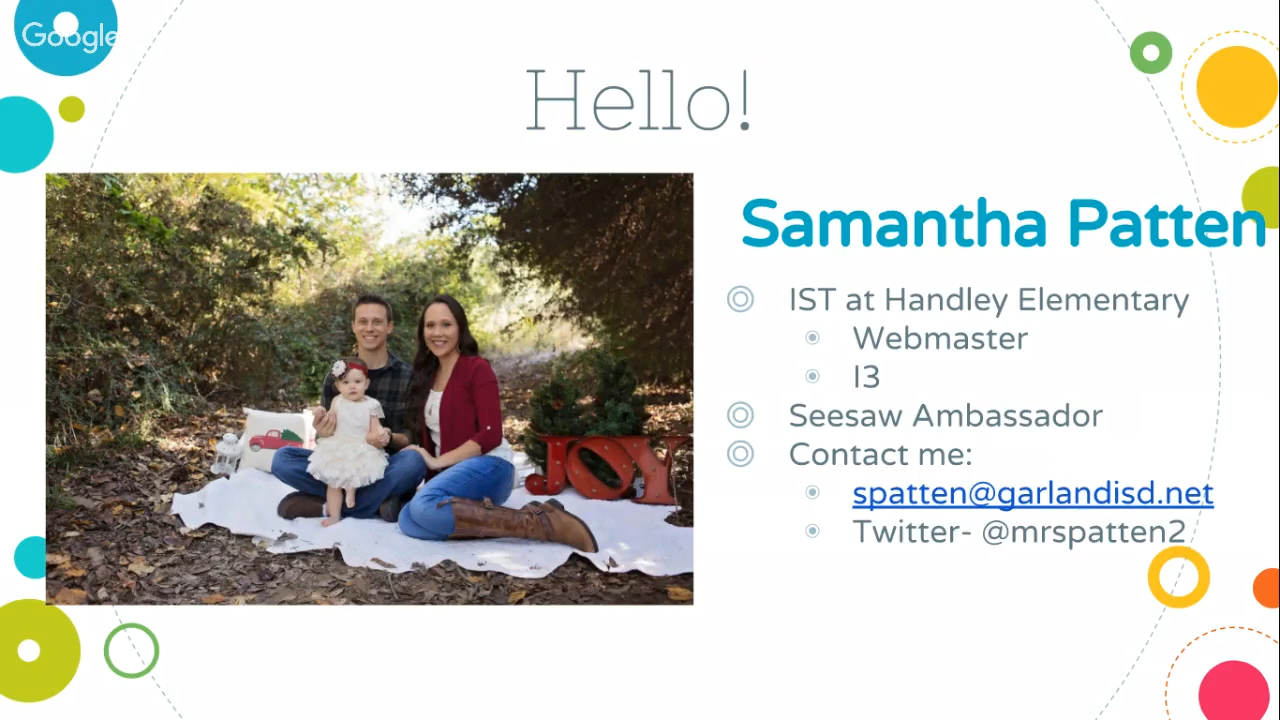 Google
Hello!
Samantha Patten
IST at Handley Elementary
Webmaster
I3
Seesaw Ambassador
Contact me:
spatten@garlandisd.net
Twitter- @mrspatten2
JOY